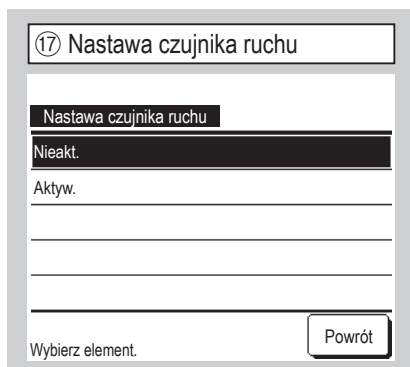 ⑰ Nastawa czujnika ruchu
Nastawa czujnika ruchu
Nieakt.
Aktyw.
Wybierz element.
Powrót